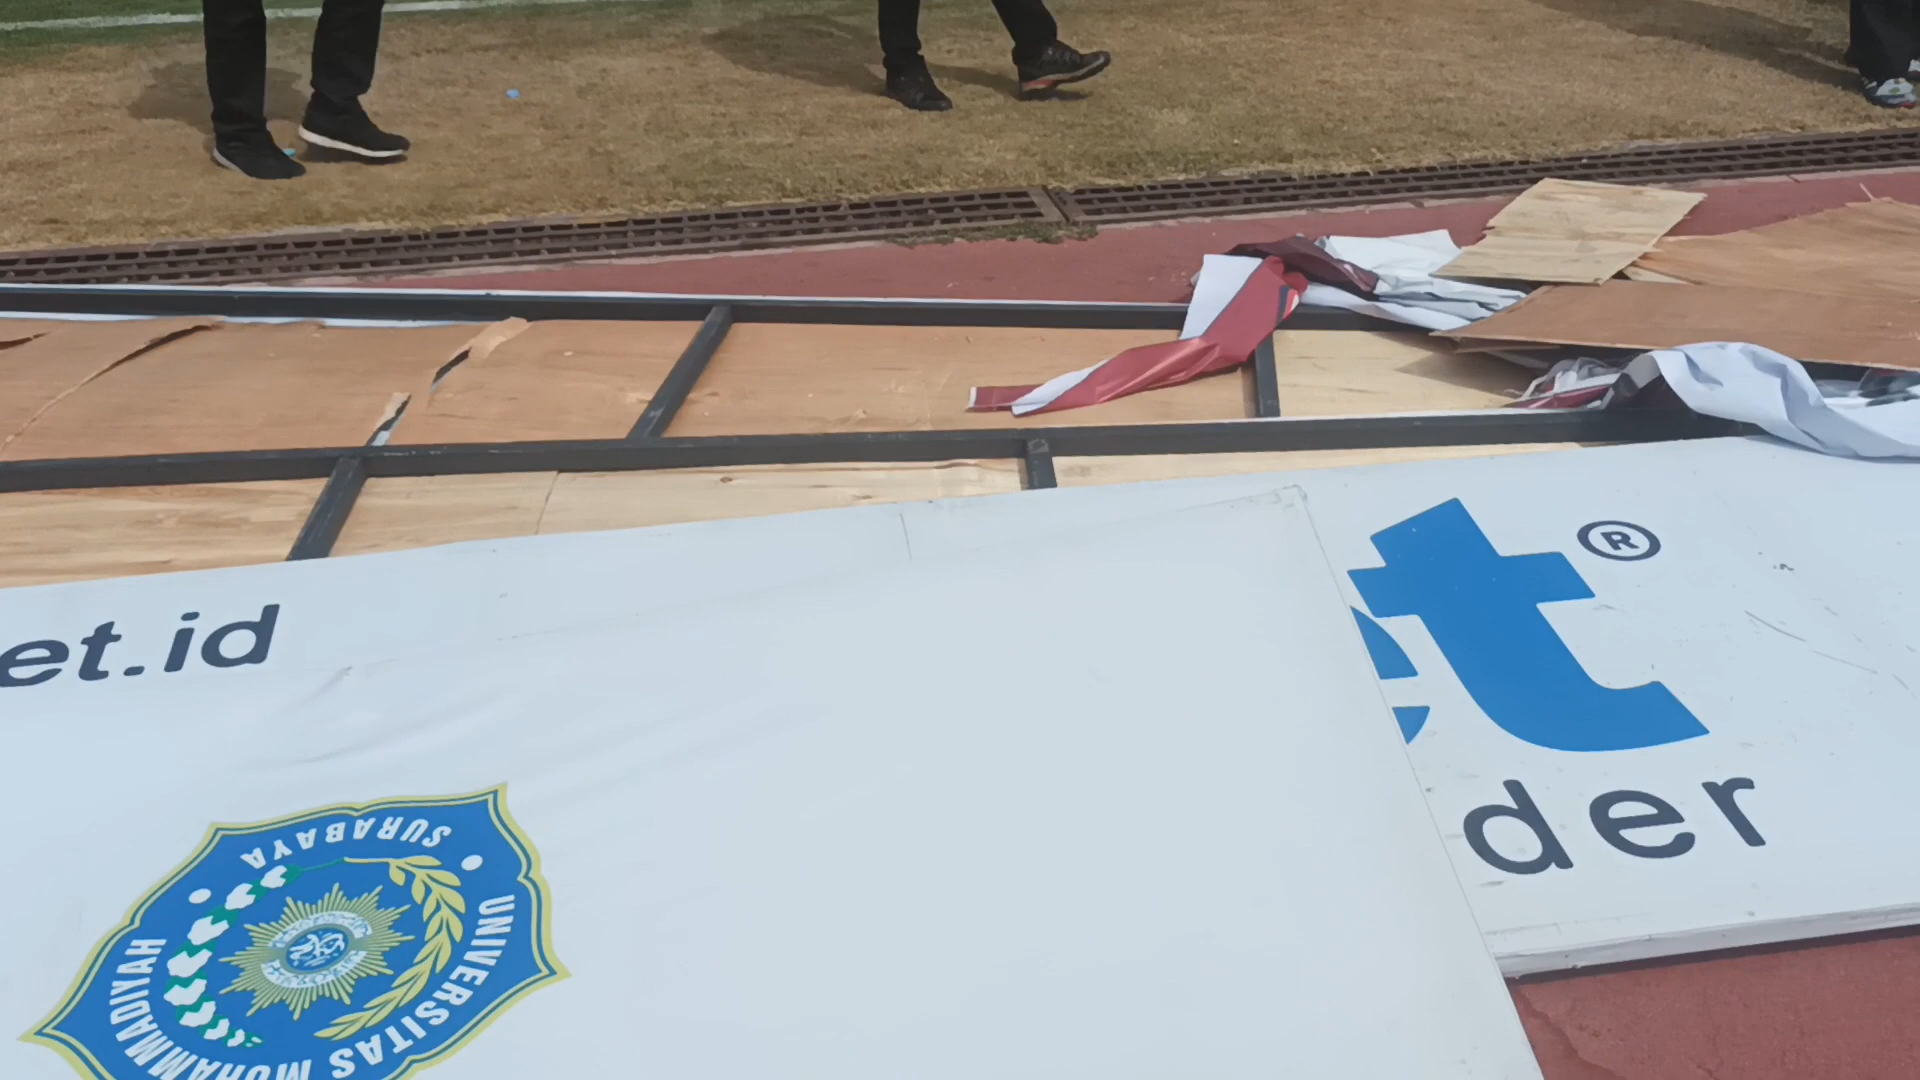 et.id
t®
der
SURABAYA
UNIVERSITAS MUHAMMADIYAH